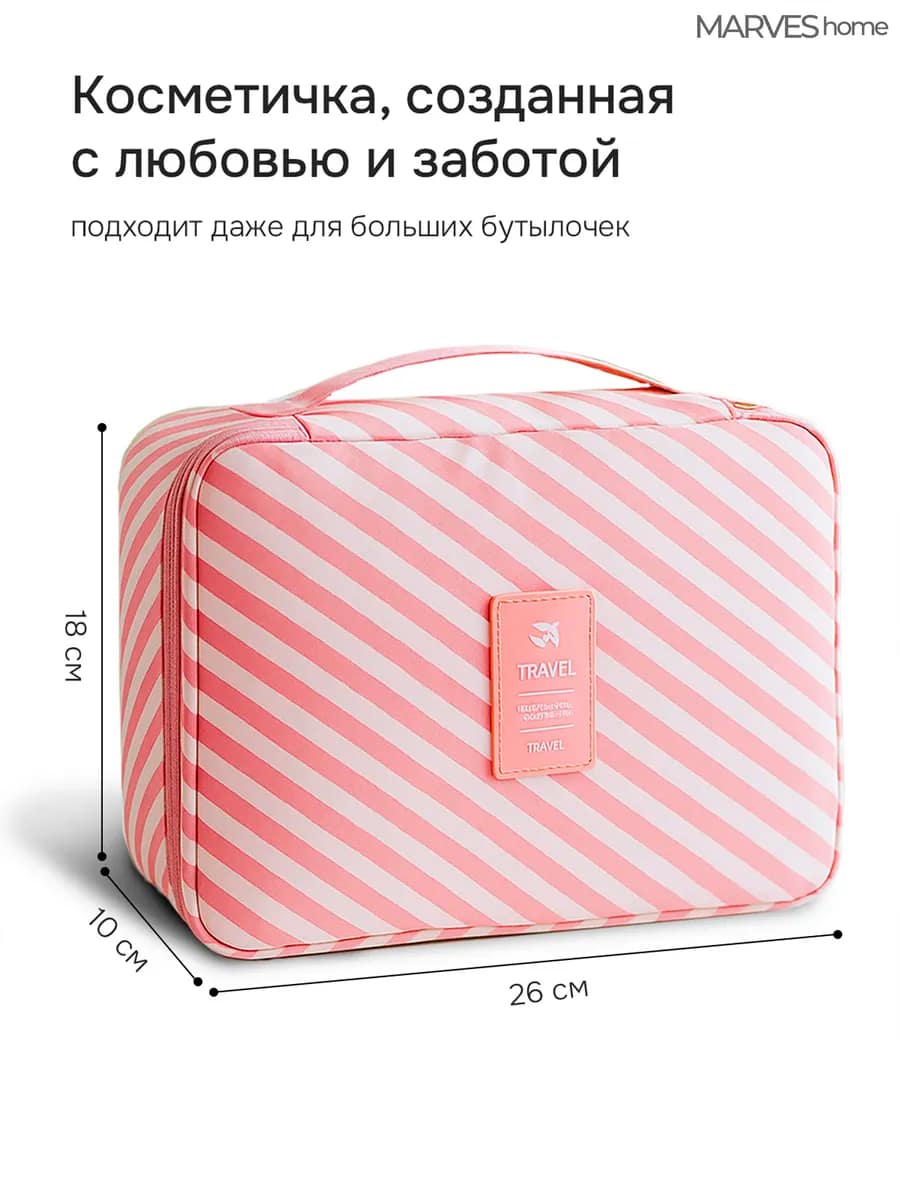 MARVES home
Косметичка, созданная
с любовью и заботой
подходит даже для больших бутылочек
18 см
TRAVEL
TRAVEL
10 см
26 см